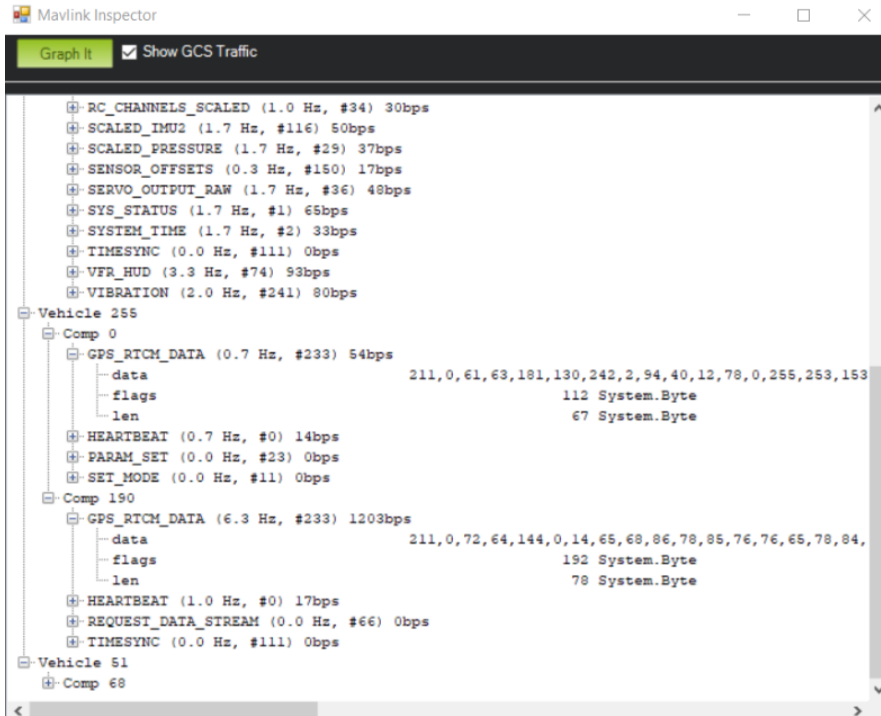 Mavlink Inspector
Graph It Show GCS Traffic
RC_CHANNELS_SCALED (1.0 Hz, #34) 30bps
SCALED_IMU2 (1.7 Hz, #116) 50bps
SCALED_PRESSURE (1.7 Hz, #29) 37bps
SENSOR_OFFSETS (0.3 Hz, #150) 17bps
SERVO_OUTPUT_RAW (1.7 Hz, #36) 48bps
SYS_STATUS (1.7 Hz, #1) 65bps
SYSTEM_TIME (1.7 Hz, #2) 33bps
TIMESYNC (0.0 Hz, #111) 0bps
VFR_HUD (3.3 Hz, #74) 93bps
VIBRATION (2.0 Hz, #241) 80bps
Vehicle 255
Comp 0
GPS_RTCM_DATA (0.7 Hz, #233) 54bps
data 211,0,61,63,181,130,242,2,94,40,12,78,0,255,253,153
flags 112 System.Byte
len 67 System.Byte
HEARTBEAT (0.7 Hz, #0) 14bps
PARAM_SET (0.0 Hz, #23) 0bps
SET_MODE (0.0 Hz, #11) 0bps
Comp 190
GPS_RTCM_DATA (6.3 Hz, #233) 1203bps
data 211,0,72,64,144,0,14,65,68,86,78,85,76,76,65,78,84,
flags 192 System.Byte
len 78 System.Byte
HEARTBEAT (1.0 Hz, #0) 17bps
REQUEST_DATA_STREAM (0.0 Hz, #66) 0bps
TIMESYNC (0.0 Hz, #111) 0bps
Vehicle 51
Comp 68